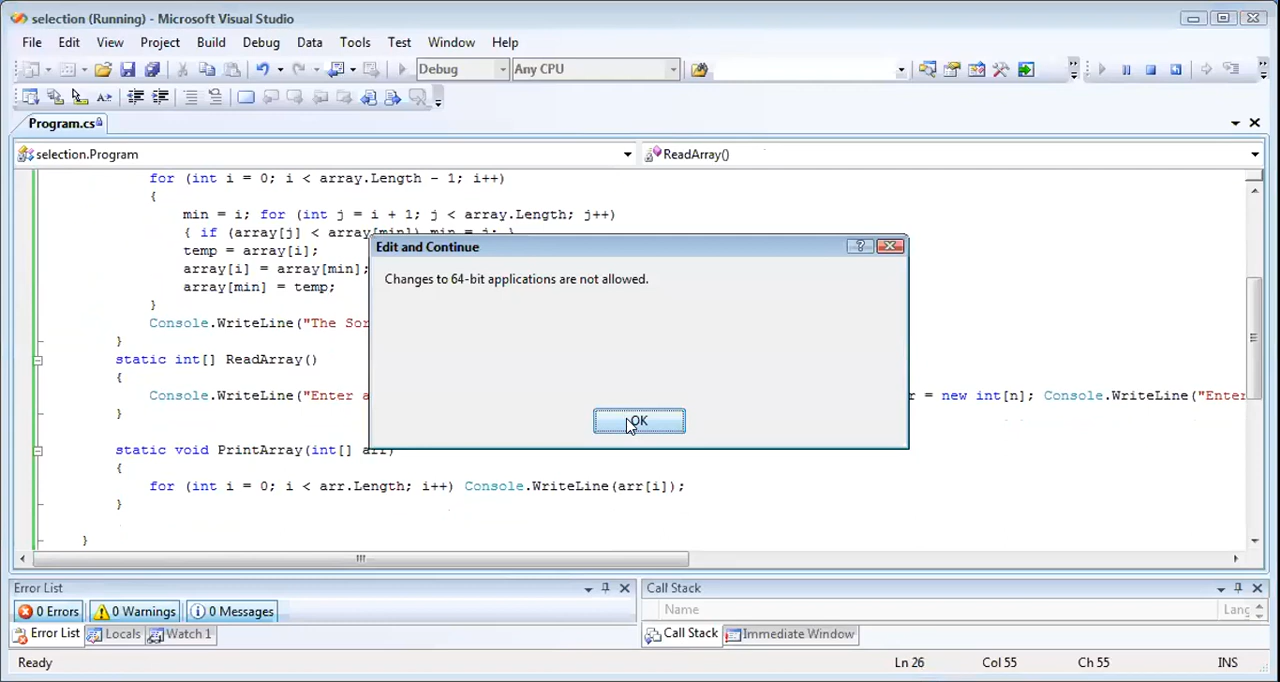 selection (Running) - Microsoft Visual Studio
File Edit View Project Build Debug Data Tools Test Window Help
Debug Any CPU
Program.cs
selection.Program ReadArray()
for (int i = 0; i < array.Length - 1; i++)
{
min = i; for (int j = i + 1; j < array.Length; j++)
{ if (array[j] < array[min]) min = j; }
temp = array[i];
array[i] = array[min];
array[min] = temp;
}
Console.WriteLine("The Sor
}
static int[] ReadArray()
{
Console.WriteLine("Enter a r = new int[n]; Console.WriteLine("Enter
}
static void PrintArray(int[] arr)
{
for (int i = 0; i < arr.Length; i++) Console.WriteLine(arr[i]);
}
}
Edit and Continue
Changes to 64-bit applications are not allowed.
OK
Error List Call Stack
0 Errors 0 Warnings 0 Messages Name Lang
Error List Locals Watch 1 Call Stack Immediate Window
Ready Ln 26 Col 55 Ch 55 INS